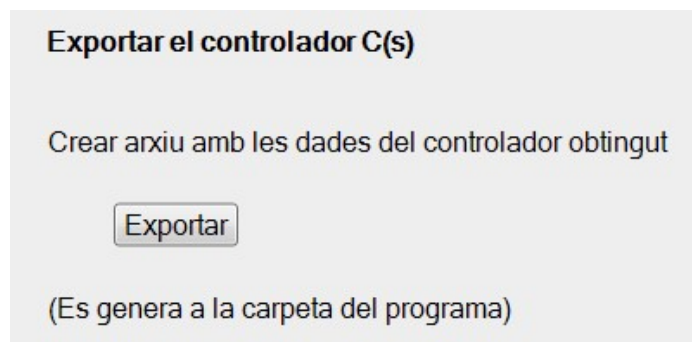 Exportar el controlador C(s)
Crear arxiu amb les dades del controlador obtingut
Exportar
(Es genera a la carpeta del programa)